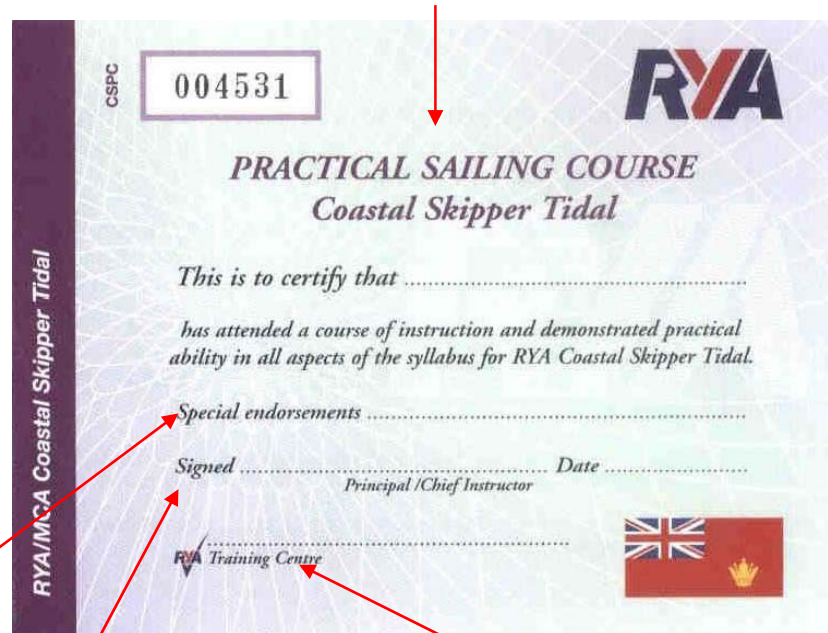 CSPC
004531
RYA
PRACTICAL SAILING COURSE
Coastal Skipper Tidal
This is to certify that ..........
has attended a course of instruction and demonstrated practical
ability in all aspects of the syllabus for RYA Coastal Skipper Tidal.
Special endorsements ..........
Signed .......... Date ..........
Principal /Chief Instructor
RYA Training Centre
RYA/MCA Coastal Skipper Tidal